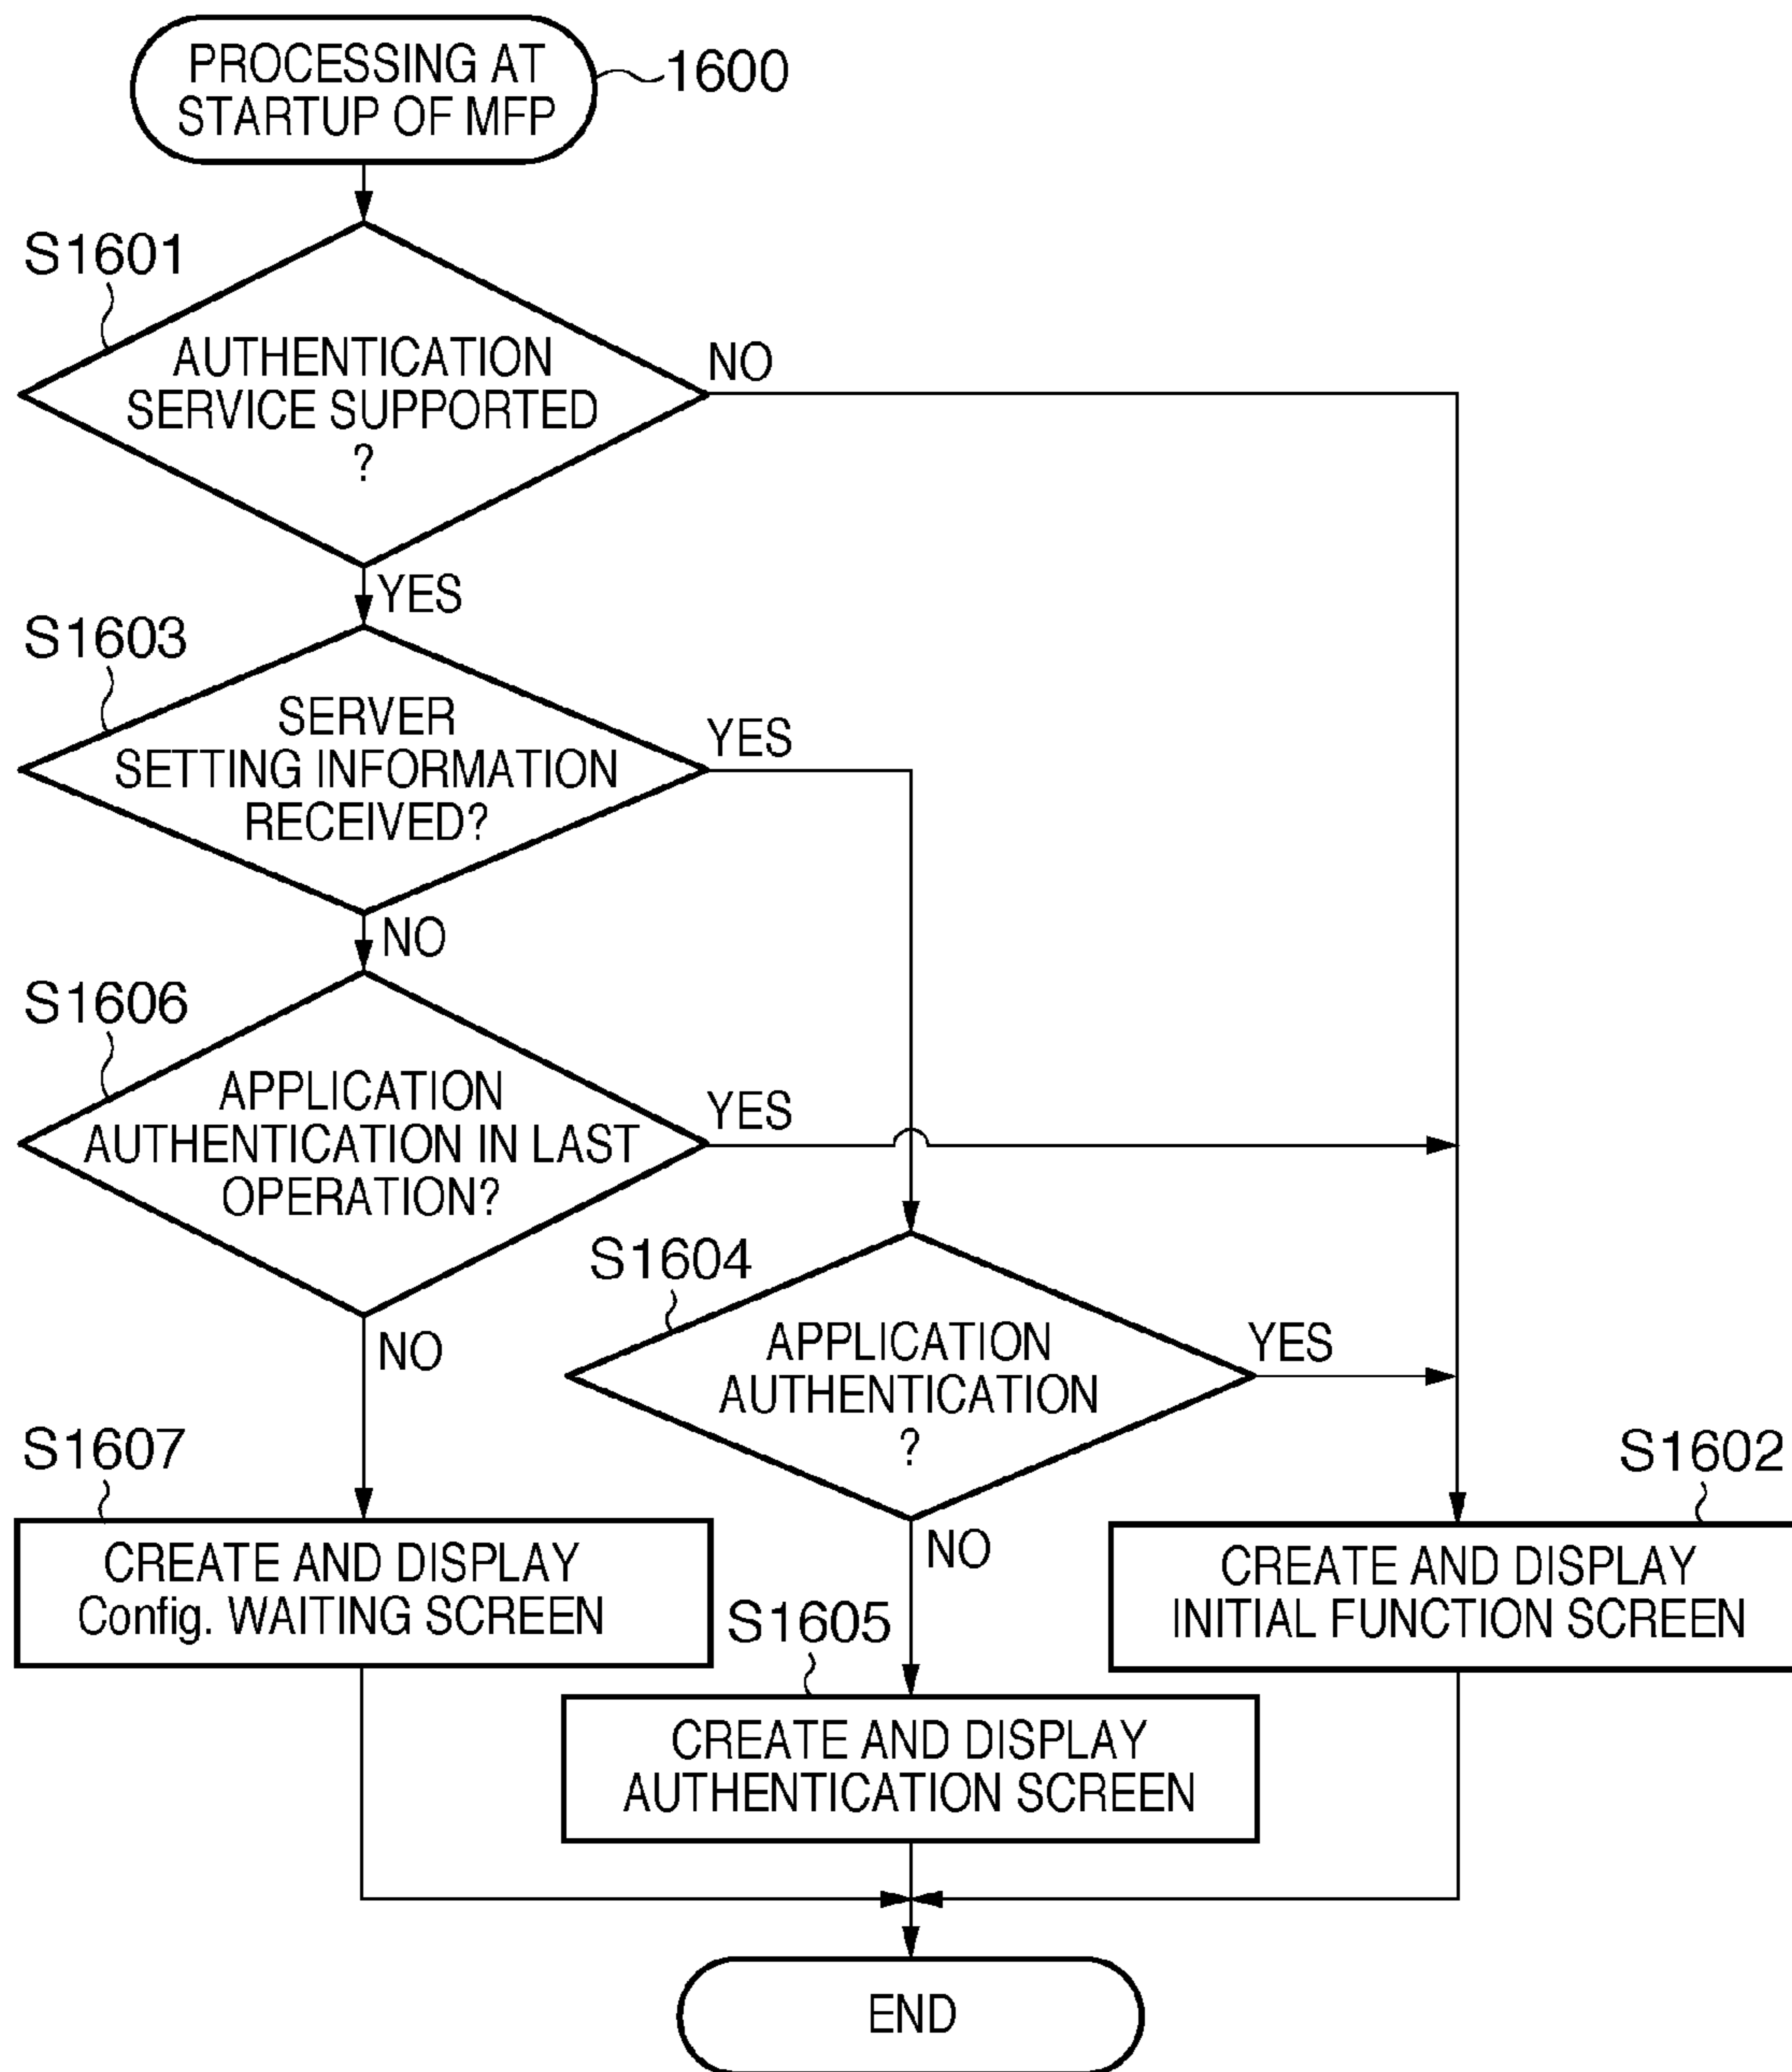 PROCESSING AT
STARTUP OF MFP
1600
S1601
AUTHENTICATION
SERVICE SUPPORTED
?
NO
YES
S1603
SERVER
SETTING INFORMATION
RECEIVED?
YES
NO
S1606
APPLICATION
AUTHENTICATION IN LAST
OPERATION?
YES
NO
S1604
APPLICATION
AUTHENTICATION
?
YES
NO
S1607
CREATE AND DISPLAY
Config. WAITING SCREEN
S1605
CREATE AND DISPLAY
AUTHENTICATION SCREEN
S1602
CREATE AND DISPLAY
INITIAL FUNCTION SCREEN
END